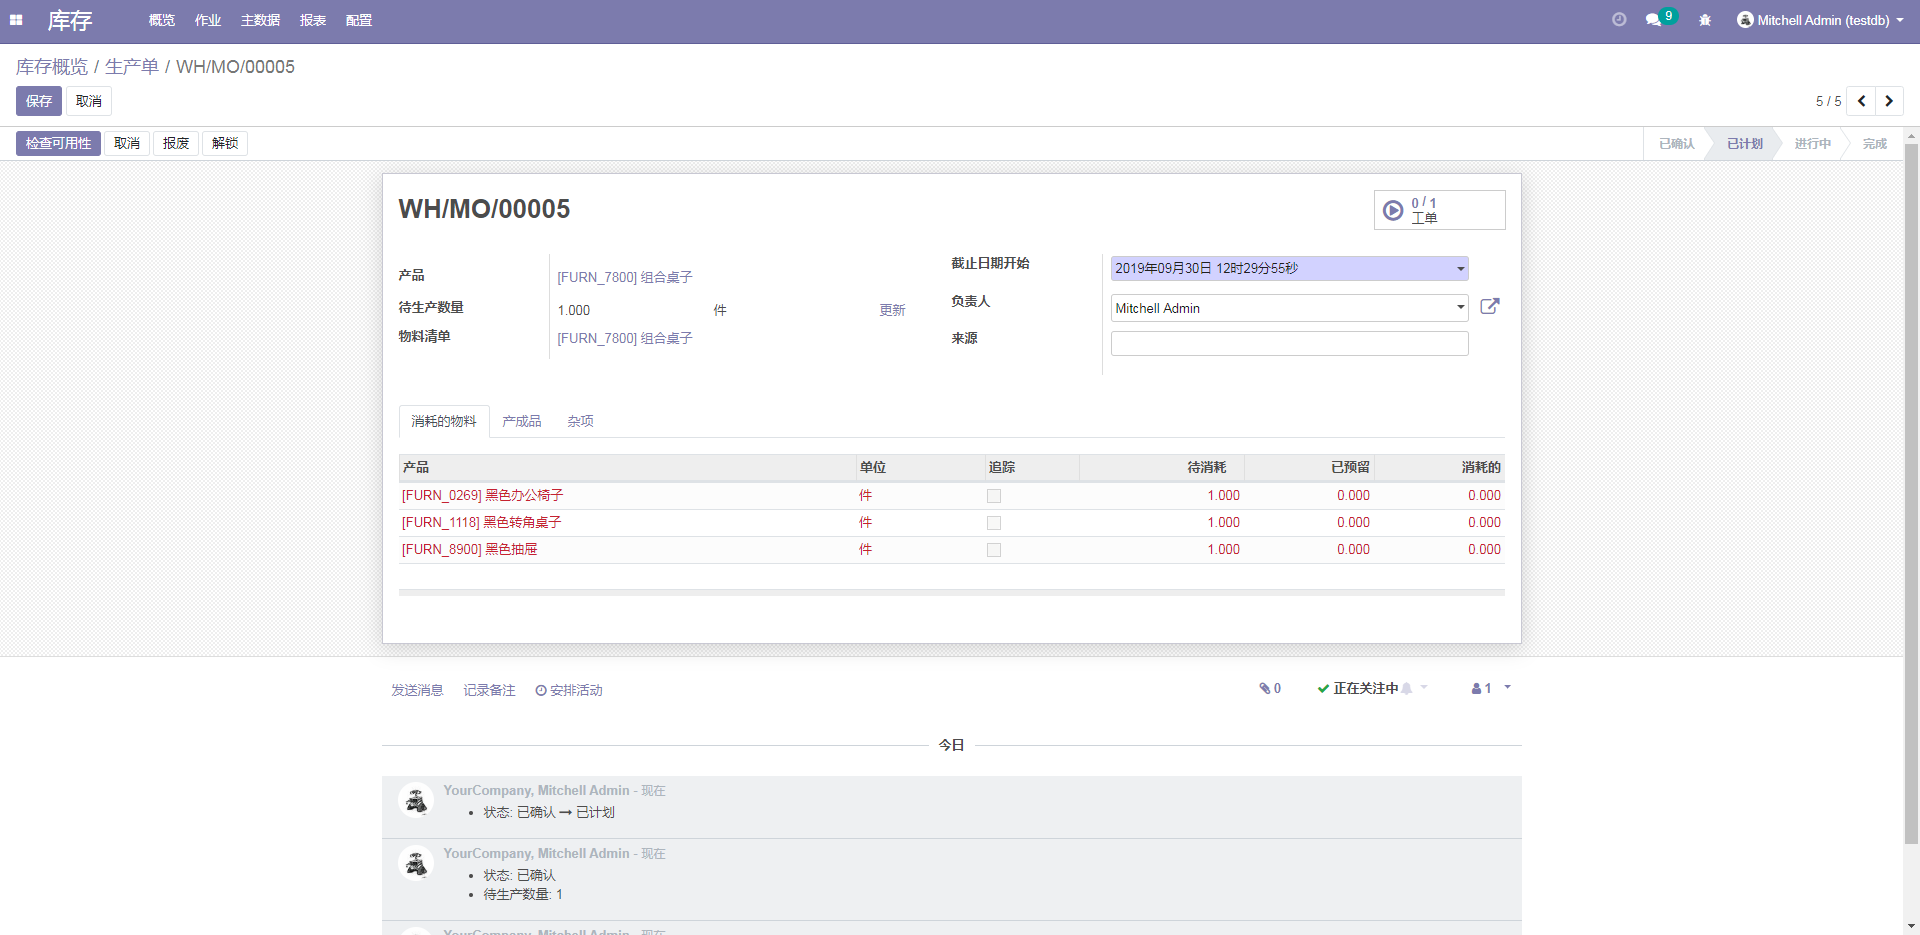 库存 概览 作业 主数据 报表 配置 9 Mitchell Admin (testdb)
库存概览 / 生产单 / WH/MO/00005
保存 取消 5 / 5
检查可用性 取消 报废 解锁 已确认 已计划 进行中 完成
WH/MO/00005
0 / 1
工单
产品 [FURN_7800] 组合桌子
待生产数量 1.000 件 更新
物料清单 [FURN_7800] 组合桌子
截止日期开始 2019年09月30日 12时29分55秒
负责人 Mitchell Admin
来源
消耗的物料 产成品 杂项
产品 单位 追踪 待消耗 已预留 消耗的
[FURN_0269] 黑色办公椅子 件 1.000 0.000 0.000
[FURN_1118] 黑色转角桌子 件 1.000 0.000 0.000
[FURN_8900] 黑色抽屉 件 1.000 0.000 0.000
发送消息 记录备注 安排活动 0 正在关注中 1
今日
YourCompany, Mitchell Admin - 现在
• 状态: 已确认 → 已计划
YourCompany, Mitchell Admin - 现在
• 状态: 已确认
• 待生产数量: 1
YourCompany, Mitchell Admin - 现在